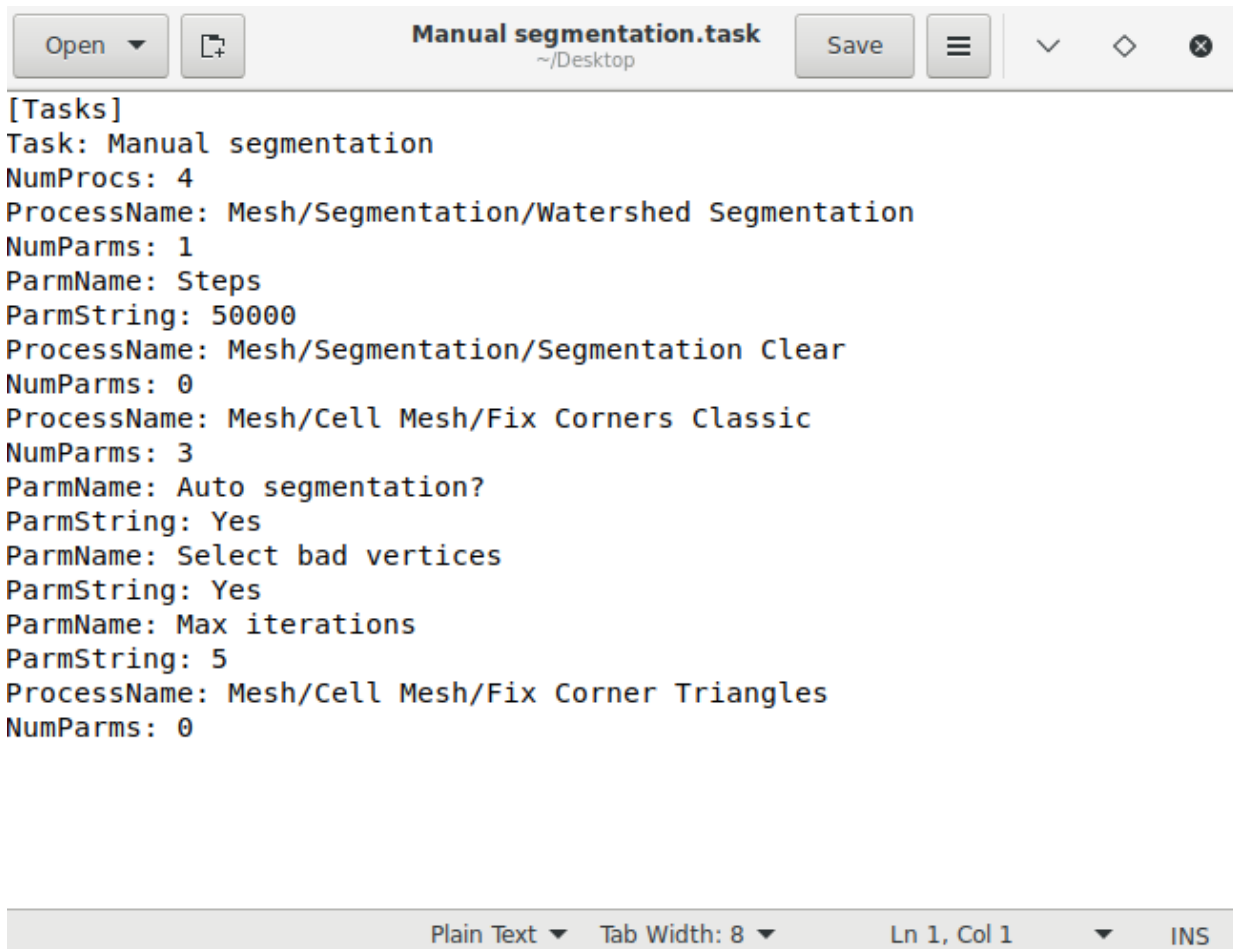 Open
Manual segmentation.task
~/Desktop
Save
[Tasks]
Task: Manual segmentation
NumProcs: 4
ProcessName: Mesh/Segmentation/Watershed Segmentation
NumParms: 1
ParmName: Steps
ParmString: 50000
ProcessName: Mesh/Segmentation/Segmentation Clear
NumParms: 0
ProcessName: Mesh/Cell Mesh/Fix Corners Classic
NumParms: 3
ParmName: Auto segmentation?
ParmString: Yes
ParmName: Select bad vertices
ParmString: Yes
ParmName: Max iterations
ParmString: 5
ProcessName: Mesh/Cell Mesh/Fix Corner Triangles
NumParms: 0
Plain Text Tab Width: 8 Ln 1, Col 1 INS